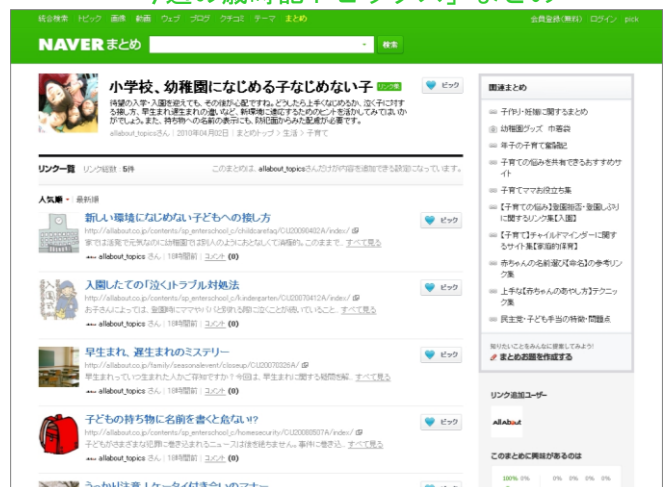 統合検索 トピック 画像 動画 ウェブ ブログ クチコミ テーマ まとめ
会員登録(無料) ログイン pick
NAVERまとめ
検索
小学校、幼稚園になじめる子なじめない子 リンク集
ピック
待望の入学・入園を迎えても、その後が心配ですね。どうしたら上手くなじめるか、泣く子に対す
る接し方、早生まれ遅生まれの違いなど、新環境に適応するためのヒントを活かしてみてはいか
がでしょう。また、持ち物への名前の表示にも、防犯面からみた配慮が必要です。
allabout_topicsさん | 2010年04月02日 | まとめトップ > 生活 > 子育て
リンク一覧 リンク総数 : 5件
このまとめは、allabout_topicsさんだけが内容を追加できる設定になっています。
人気順 · 最新順
新しい環境になじめない子どもへの接し方
ピック
http://allabout.co.jp/contents/sp_enterschool_c/childcarefaq/CU20090402A/index/
家では活発で元気なのに幼稚園では別人のようにおとなしくて消極的。このままで.. すべて見る
allabout_topics さん | 18時間前 | コメント (0)
入園したての「泣く」トラブル対処法
ピック
http://allabout.co.jp/contents/sp_enterschool_c/kindergarten/CU20070412A/index/
お子さんによっては、登園時にママやパパと別れる際に泣くことが続いていること.. すべて見る
allabout_topics さん | 18時間前 | コメント (0)
早生まれ、遅生まれのミステリー
ピック
http://allabout.co.jp/family/seasonalevent/closeup/CU20070326A/
早生まれっていつ生まれた人かご存知ですか？今回は、早生まれに関する疑問を解.. すべて見る
allabout_topics さん | 18時間前 | コメント (0)
子どもの持ち物に名前を書くと危ない!?
ピック
http://allabout.co.jp/contents/sp_enterschool_c/homesecurity/CU20080507A/index/
子どもがさまざまな犯罪に巻き込まれるニュースは後を絶ちません。事件に巻き込.. すべて見る
allabout_topics さん | 18時間前 | コメント (0)
関連まとめ
子作り・妊娠に関するまとめ
幼稚園グッズ 巾着袋
年子の子育て奮闘記
子育ての悩みを共有できるおすすめサ
イト
子育てママお役立ち集
【子育ての悩み】登園拒否・登園しぶり
に関するリンク集【入園】
【子育て】チャイルドマインダーに関す
るサイト集【家庭的保育】
赤ちゃんの名前選び【命名】の参考リン
ク集
上手な【赤ちゃんのあやし方】テクニッ
ク集
民主党・子ども手当の特徴・問題点
知りたいことをみんなに提案してみよう!
まとめお題を作成する
リンク追加ユーザー
AllAbout
このまとめに興味があるのは
100% 0% 0% 0% 0% 0%